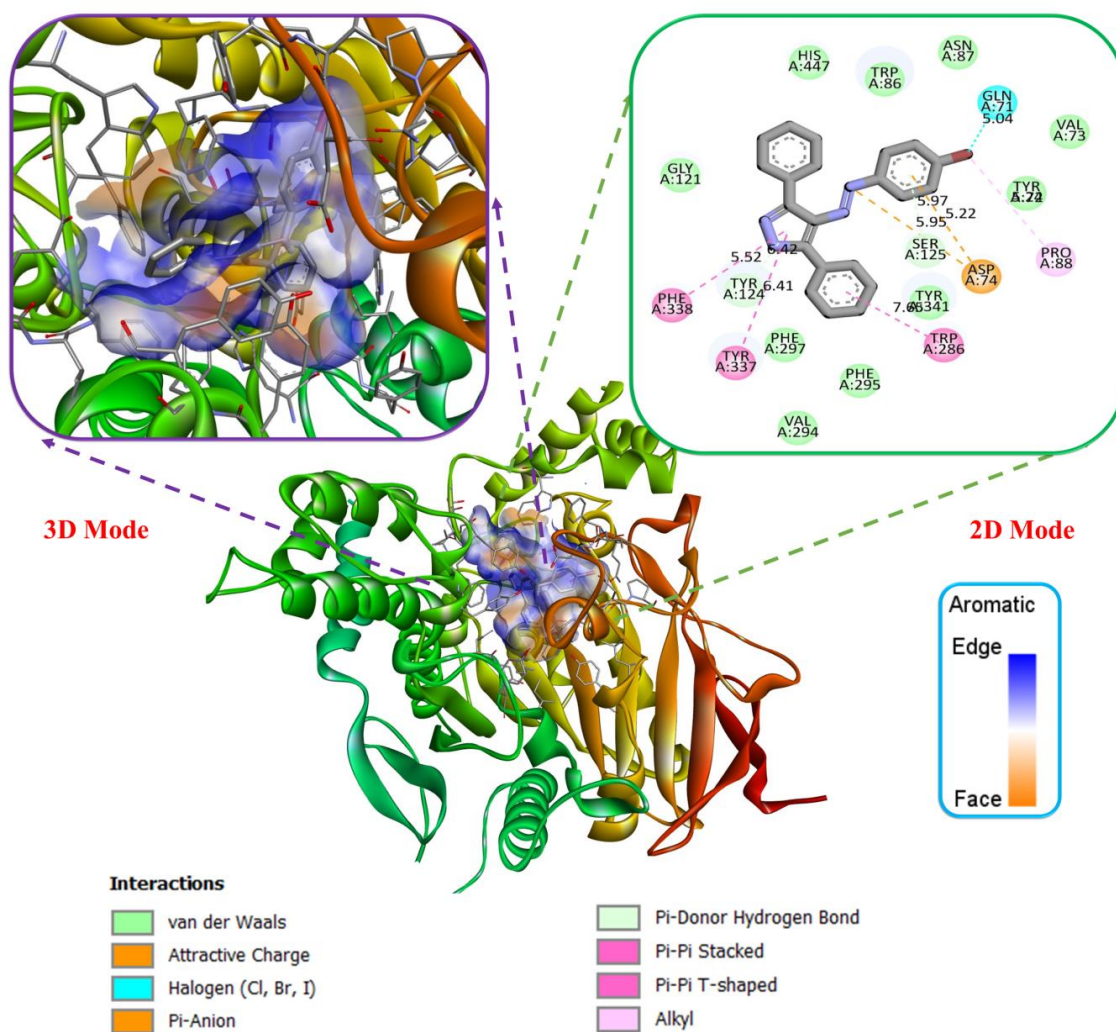 HIS
A:447
TRP
A:86
ASN
A:87
GLN
A:71
5.04
VAL
A:73
GLY
A:121
TYR
5.97
5.22
5.95
SER
A:125
PRO
A:88
ASP
A:74
5.52
6.42
6.41
TYR
A:124
PHE
A:338
TYR
A:341
TRP
A:286
PHE
A:297
TYR
A:337
PHE
A:295
VAL
A:294
3D Mode
2D Mode
Aromatic
Edge
Face
Interactions
van der Waals
Attractive Charge
Halogen (Cl, Br, I)
Pi-Anion
Pi-Donor Hydrogen Bond
Pi-Pi Stacked
Pi-Pi T-shaped
Alkyl